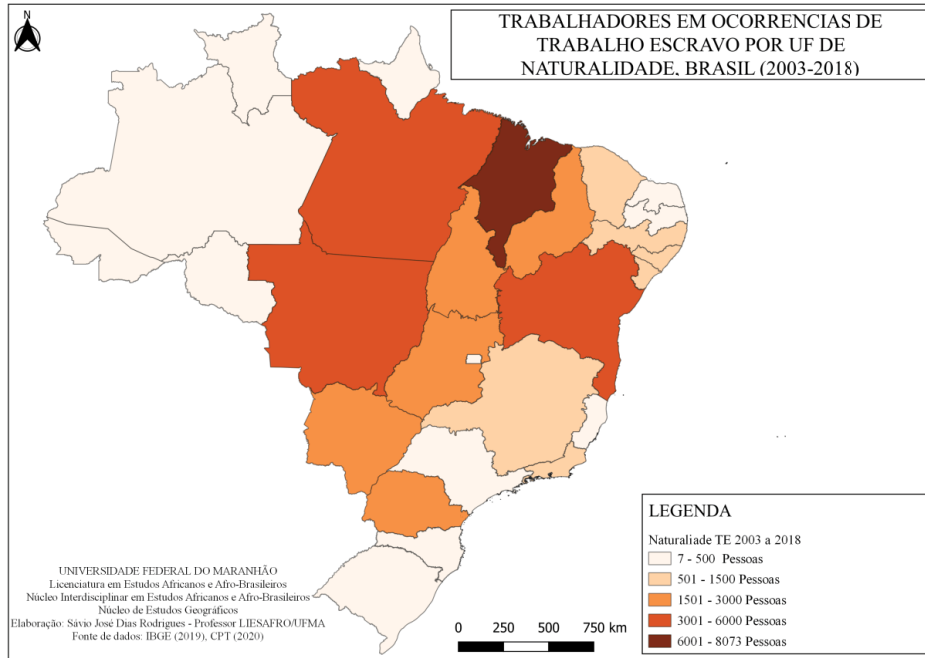 N
TRABALHADORES EM OCORRENCIAS DE
TRABALHO ESCRAVO POR UF DE
NATURALIDADE, BRASIL (2003-2018)
LEGENDA
Naturaliade TE 2003 a 2018
7 - 500 Pessoas
501 - 1500 Pessoas
1501 - 3000 Pessoas
3001 - 6000 Pessoas
6001 - 8073 Pessoas
UNIVERSIDADE FEDERAL DO MARANHÃO
Licenciatura em Estudos Africanos e Afro-Brasileiros
Núcleo Interdisciplinar em Estudos Africanos e Afro-Brasileiros
Núcleo de Estudos Geográficos
Elaboração: Sávio José Dias Rodrigues - Professor LIESAFRO/UFMA
Fonte de dados: IBGE (2019), CPT (2020)
0 250 500 750 km